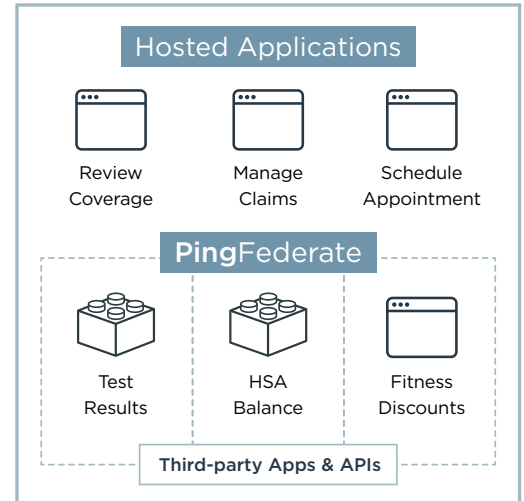 Hosted Applications
Review
Coverage
Manage
Claims
Schedule
Appointment
PingFederate
Test
Results
HSA
Balance
Fitness
Discounts
Third-party Apps & APIs